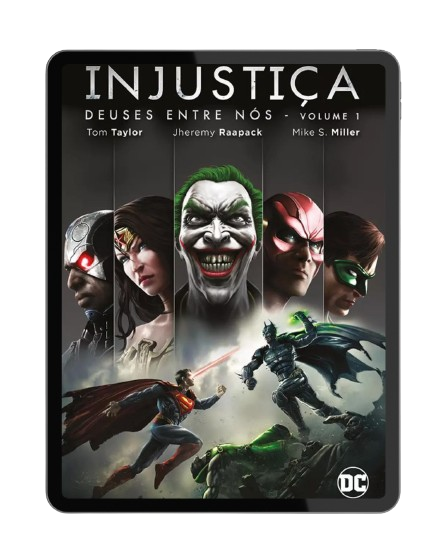 INJUSTIÇA
DEUSES ENTRE NÓS - VOLUME 1
Tom Taylor Jheremy Raapack Mike S. Miller
DC